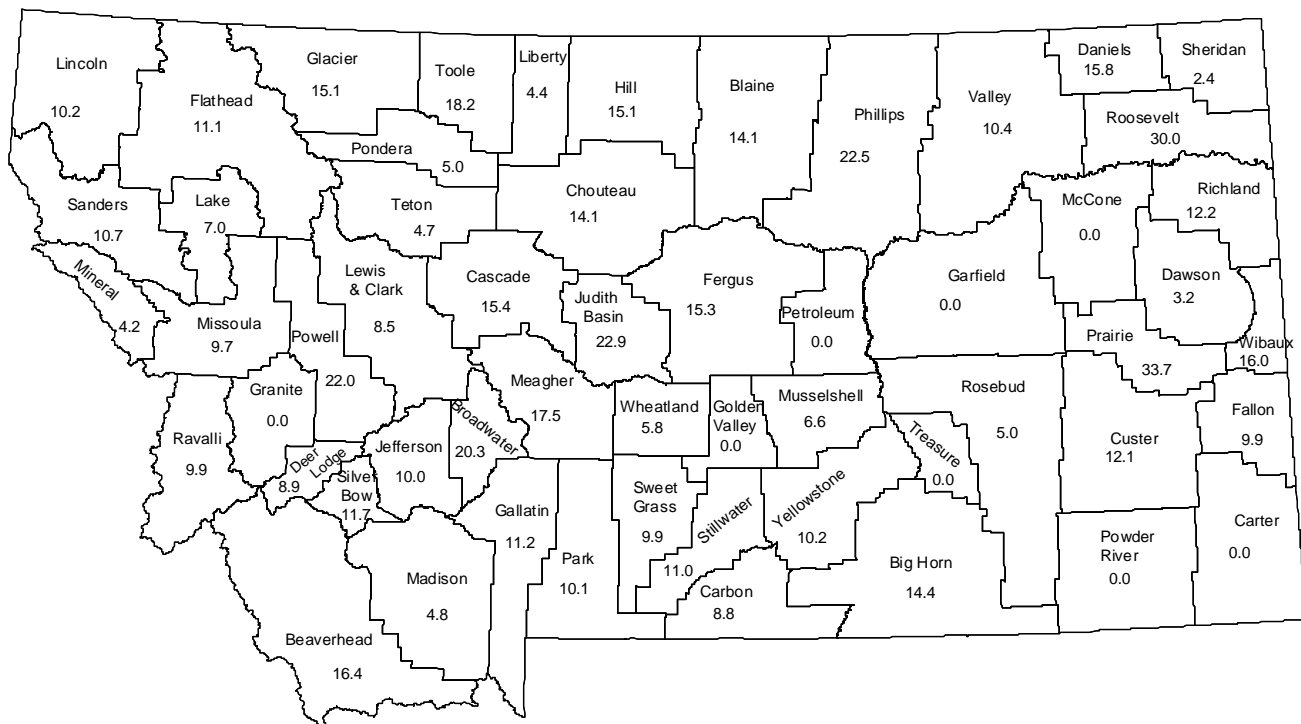 Lincoln
10.2
Flathead
11.1
Glacier
15.1
Toole
18.2
Liberty
4.4
Hill
15.1
Blaine
14.1
Phillips
22.5
Valley
10.4
Daniels
15.8
Sheridan
2.4
Roosevelt
30.0
Pondera
5.0
Sanders
10.7
Lake
7.0
Teton
4.7
Chouteau
14.1
McCone
0.0
Richland
12.2
Mineral
4.2
Missoula
9.7
Powell
22.0
Lewis
& Clark
8.5
Cascade
15.4
Judith
Basin
22.9
Fergus
15.3
Petroleum
0.0
Garfield
0.0
Dawson
3.2
Prairie
33.7
Wibaux
16.0
Ravalli
9.9
Granite
0.0
Deer
Lodge
8.9
Silver
Bow
11.7
Jefferson
10.0
Broadwater
20.3
Meagher
17.5
Wheatland
5.8
Golden
Valley
0.0
Musselshell
6.6
Rosebud
5.0
Treasure
0.0
Custer
12.1
Fallon
9.9
Beaverhead
16.4
Madison
4.8
Gallatin
11.2
Park
10.1
Sweet
Grass
9.9
Stillwater
11.0
Yellowstone
10.2
Carbon
8.8
Big Horn
14.4
Powder
River
0.0
Carter
0.0